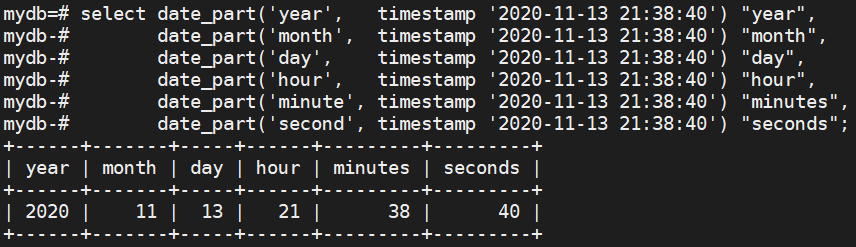 mydb=# select date_part('year',   timestamp '2020-11-13 21:38:40') "year",
mydb-#        date_part('month',  timestamp '2020-11-13 21:38:40') "month",
mydb-#        date_part('day',    timestamp '2020-11-13 21:38:40') "day",
mydb-#        date_part('hour',   timestamp '2020-11-13 21:38:40') "hour",
mydb-#        date_part('minute', timestamp '2020-11-13 21:38:40') "minutes",
mydb-#        date_part('second', timestamp '2020-11-13 21:38:40') "seconds";
+------+-------+-----+------+---------+---------+
| year | month | day | hour | minutes | seconds |
+------+-------+-----+------+---------+---------+
| 2020 |    11 |  13 |   21 |      38 |      40 |
+------+-------+-----+------+---------+---------+